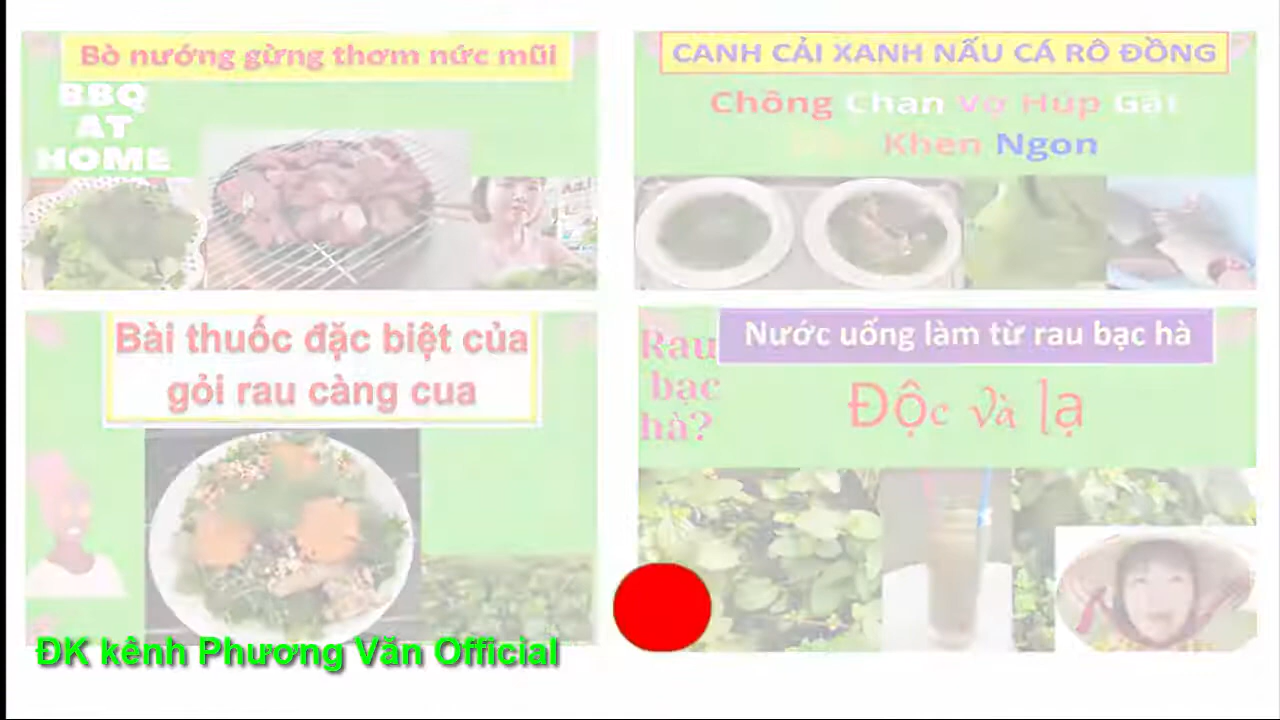 Bò nướng gừng thơm nức mũi
BBQ
AT
HOME
CANH CẢI XANH NẤU CÁ RÔ ĐỒNG
Chồng Chan Vợ Húp Gật
Khen Ngon
Bài thuốc đặc biệt của
gỏi rau càng cua
Rau
bạc
hà?
Nước uống làm từ rau bạc hà
Độc và lạ
ĐK kênh Phương Văn Official